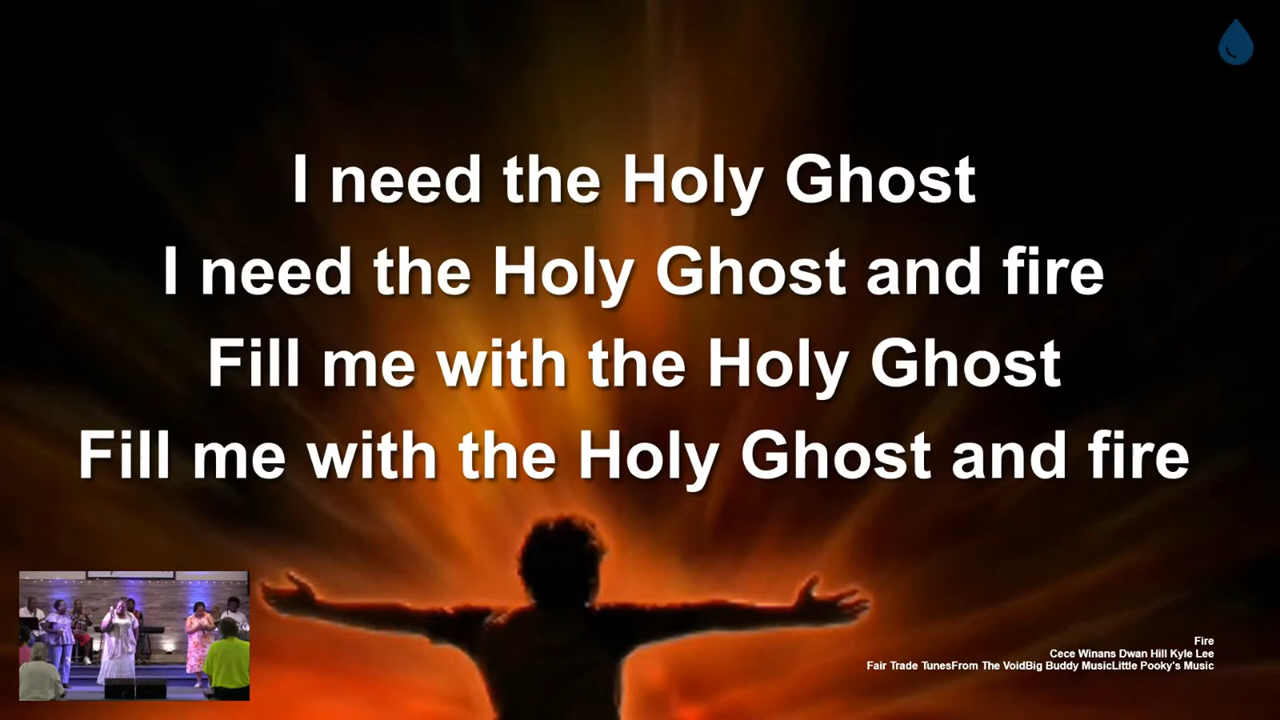 I need the Holy Ghost
I need the Holy Ghost and fire
Fill me with the Holy Ghost
Fill me with the Holy Ghost and fire
Fire
Cece Winans Dwan Hill Kyle Lee
Fair Trade TunesFrom The VoidBig Buddy MusicLittle Pooky's Music